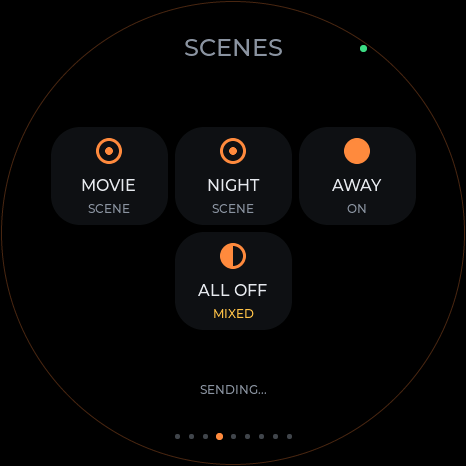 SCENES
MOVIE
SCENE
NIGHT
SCENE
AWAY
ON
ALL OFF
MIXED
SENDING...